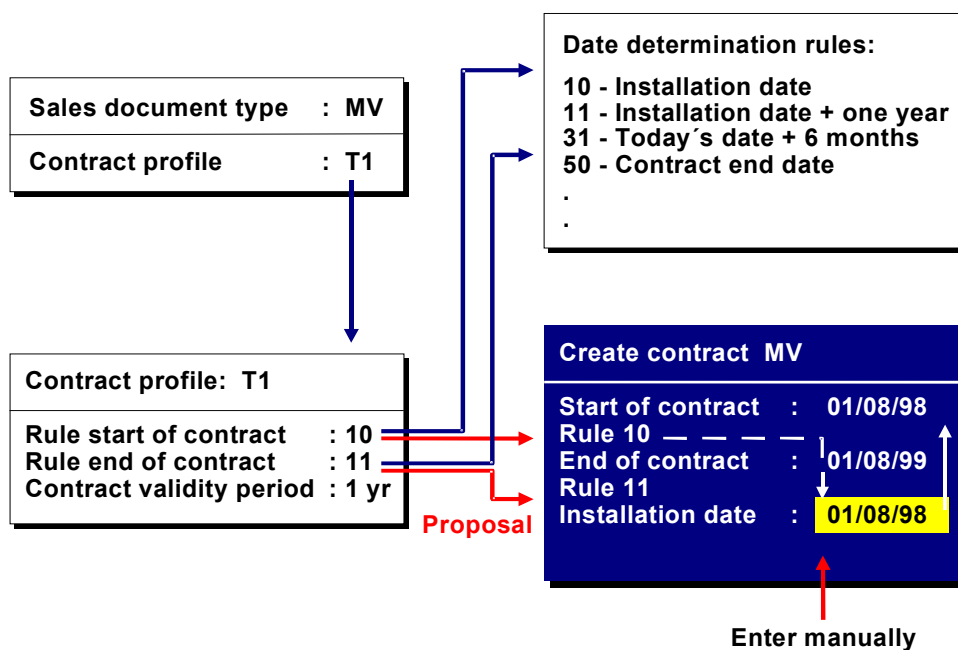 Sales document type : MV
Contract profile : T1
Date determination rules:
10 - Installation date
11 - Installation date + one year
31 - Today´s date + 6 months
50 - Contract end date
.
.
Contract profile: T1
Rule start of contract : 10
Rule end of contract : 11
Contract validity period : 1 yr
Proposal
Create contract MV
Start of contract : 01/08/98
Rule 10
End of contract : 01/08/99
Rule 11
Installation date : 01/08/98
Enter manually